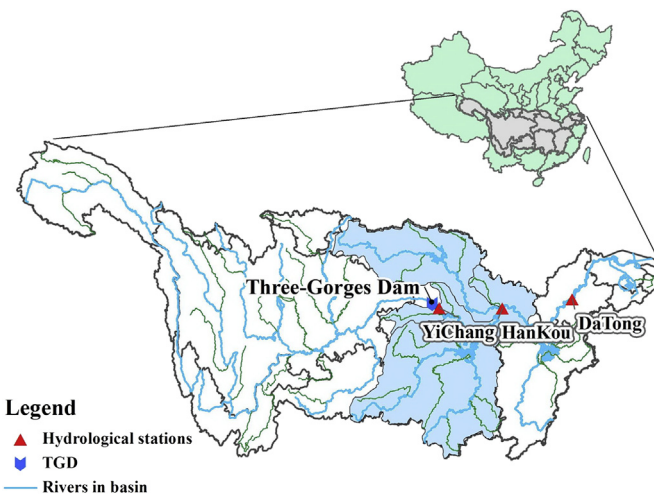 Three-Gorges Dam
YiChang
HanKou
DaTong
Legend
Hydrological stations
TGD
Rivers in basin